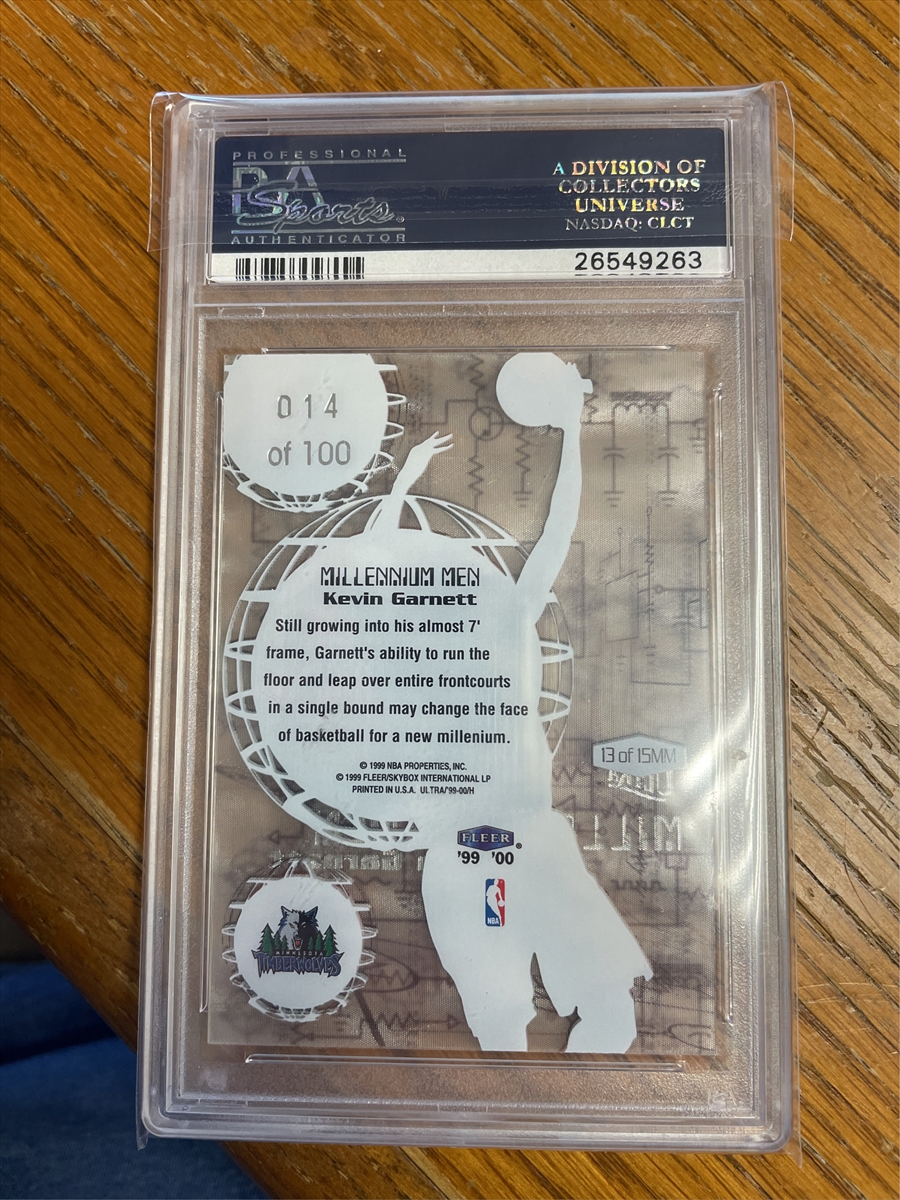 PROFESSIONAL
PSA
Sports.
AUTHENTICATOR
A DIVISION OF
COLLECTORS
UNIVERSE
NASDAQ: CLCT
26549263
014
of 100
MILLENNIUM MEN
Kevin Garnett
Still growing into his almost 7'
frame, Garnett's ability to run the
floor and leap over entire frontcourts
in a single bound may change the face
of basketball for a new millenium.
© 1999 NBA PROPERTIES, INC.
© 1999 FLEER/SKYBOX INTERNATIONAL LP
PRINTED IN U.S.A. ULTRA/'99-00/H
13 of 15MM
FLEER®
'99 '00
NBA
MINNESOTA
TIMBERWOLVES